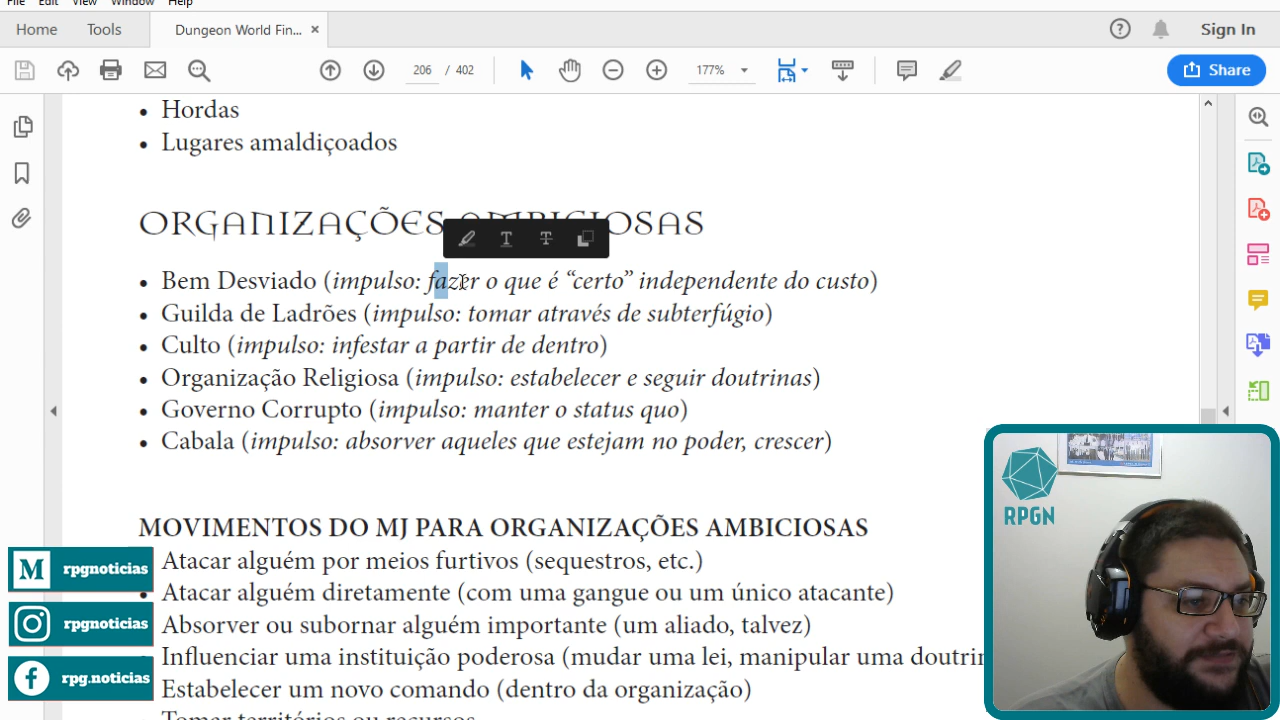 File Edit View Window Help
Home Tools Dungeon World Fin... × Sign In
206 / 402 177% Share
• Hordas
• Lugares amaldiçoados
ORGANIZAÇÕES AMBICIOSAS
• Bem Desviado (impulso: fazer o que é “certo” independente do custo)
• Guilda de Ladrões (impulso: tomar através de subterfúgio)
• Culto (impulso: infestar a partir de dentro)
• Organização Religiosa (impulso: estabelecer e seguir doutrinas)
• Governo Corrupto (impulso: manter o status quo)
• Cabala (impulso: absorver aqueles que estejam no poder, crescer)
MOVIMENTOS DO MJ PARA ORGANIZAÇÕES AMBICIOSAS
Atacar alguém por meios furtivos (sequestros, etc.)
• Atacar alguém diretamente (com uma gangue ou um único atacante)
Absorver ou subornar alguém importante (um aliado, talvez)
Influenciar uma instituição poderosa (mudar uma lei, manipular uma doutrin
Estabelecer um novo comando (dentro da organização)
Tomar territórios ou recursos
M rpgnoticias
rpgnoticias
f rpg.noticias
RPGN